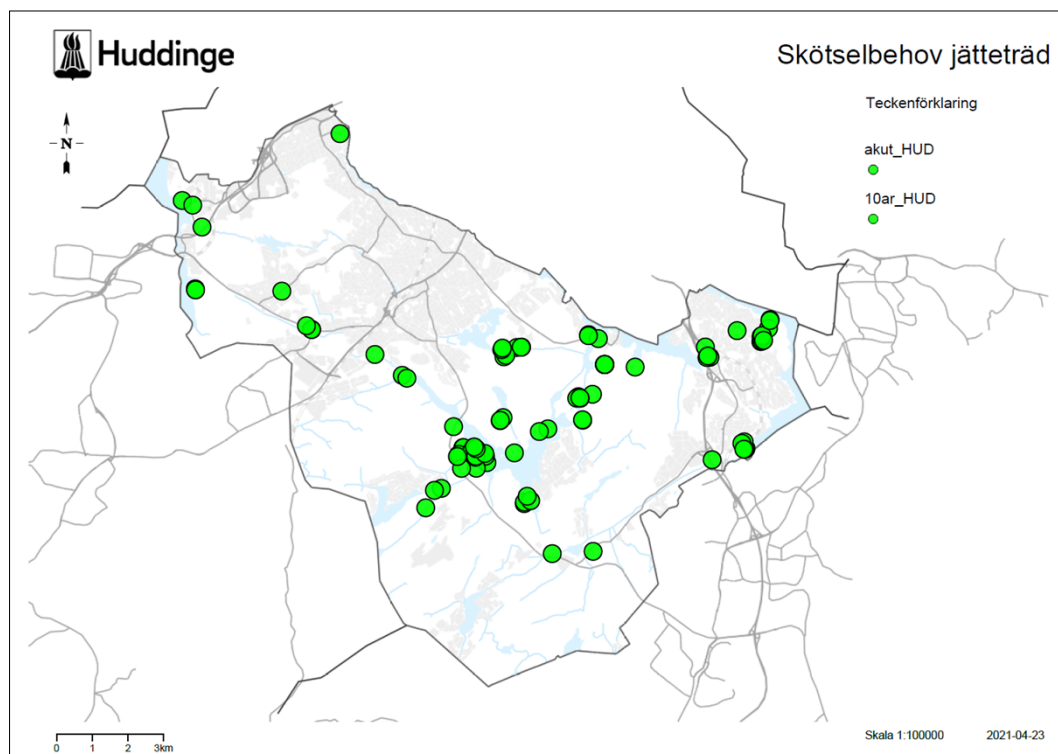 Huddinge
Skötselbehov jätteträd
Teckenförklaring
N
akut_HUD
10ar_HUD
0 1 2 3km
Skala 1:100000 2021-04-23